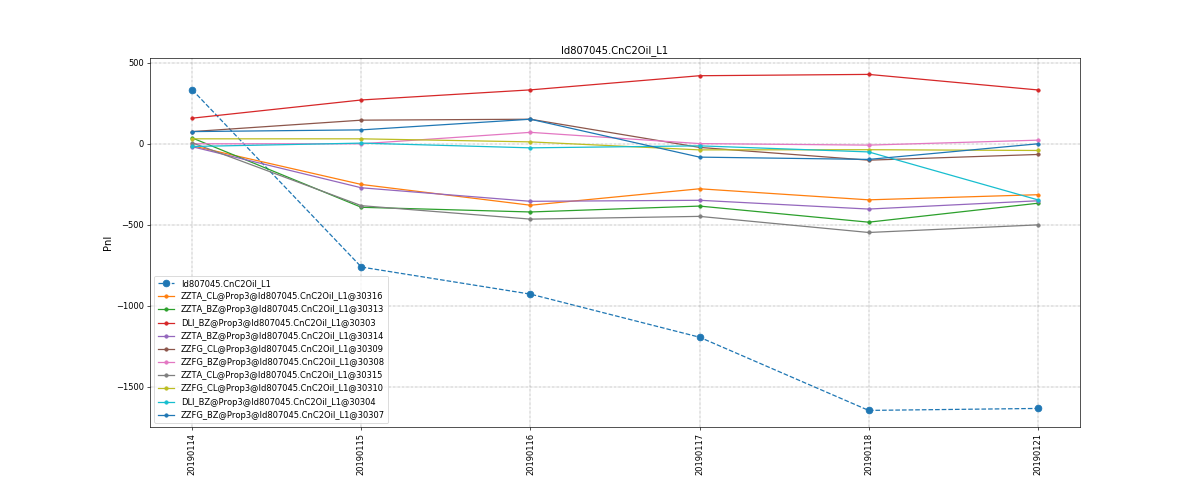 Id807045.CnC2Oil_L1
500
0
−500
−1000
−1500
Pnl
Id807045.CnC2Oil_L1
ZZTA_CL@Prop3@Id807045.CnC2Oil_L1@30316
ZZTA_BZ@Prop3@Id807045.CnC2Oil_L1@30313
DLI_BZ@Prop3@Id807045.CnC2Oil_L1@30303
ZZTA_BZ@Prop3@Id807045.CnC2Oil_L1@30314
ZZFG_CL@Prop3@Id807045.CnC2Oil_L1@30309
ZZFG_BZ@Prop3@Id807045.CnC2Oil_L1@30308
ZZTA_CL@Prop3@Id807045.CnC2Oil_L1@30315
ZZFG_CL@Prop3@Id807045.CnC2Oil_L1@30310
DLI_BZ@Prop3@Id807045.CnC2Oil_L1@30304
ZZFG_BZ@Prop3@Id807045.CnC2Oil_L1@30307
20190114
20190115
20190116
20190117
20190118
20190121